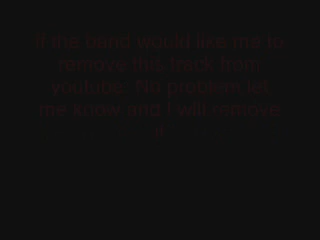 If the band would like me to
remove this track from
youtube. No problem let
me know and I will remove
it